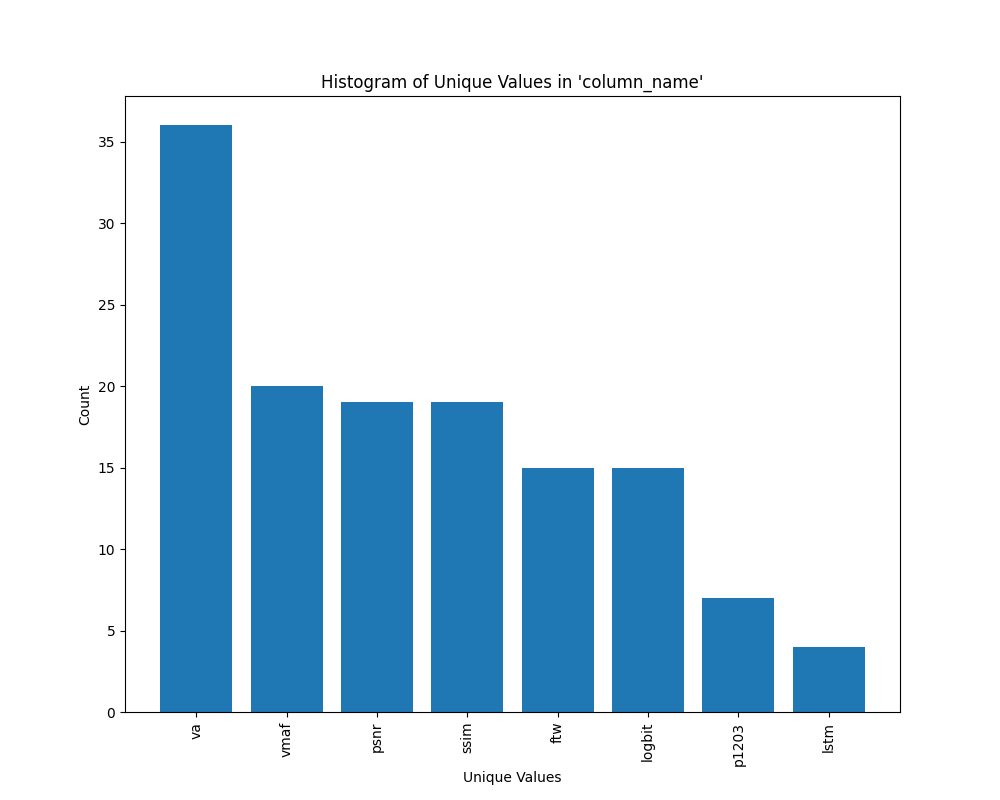 Histogram of Unique Values in 'column_name'
35
30
25
20
15
10
5
0
Count
va
vmaf
psnr
ssim
ftw
logbit
p1203
lstm
Unique Values